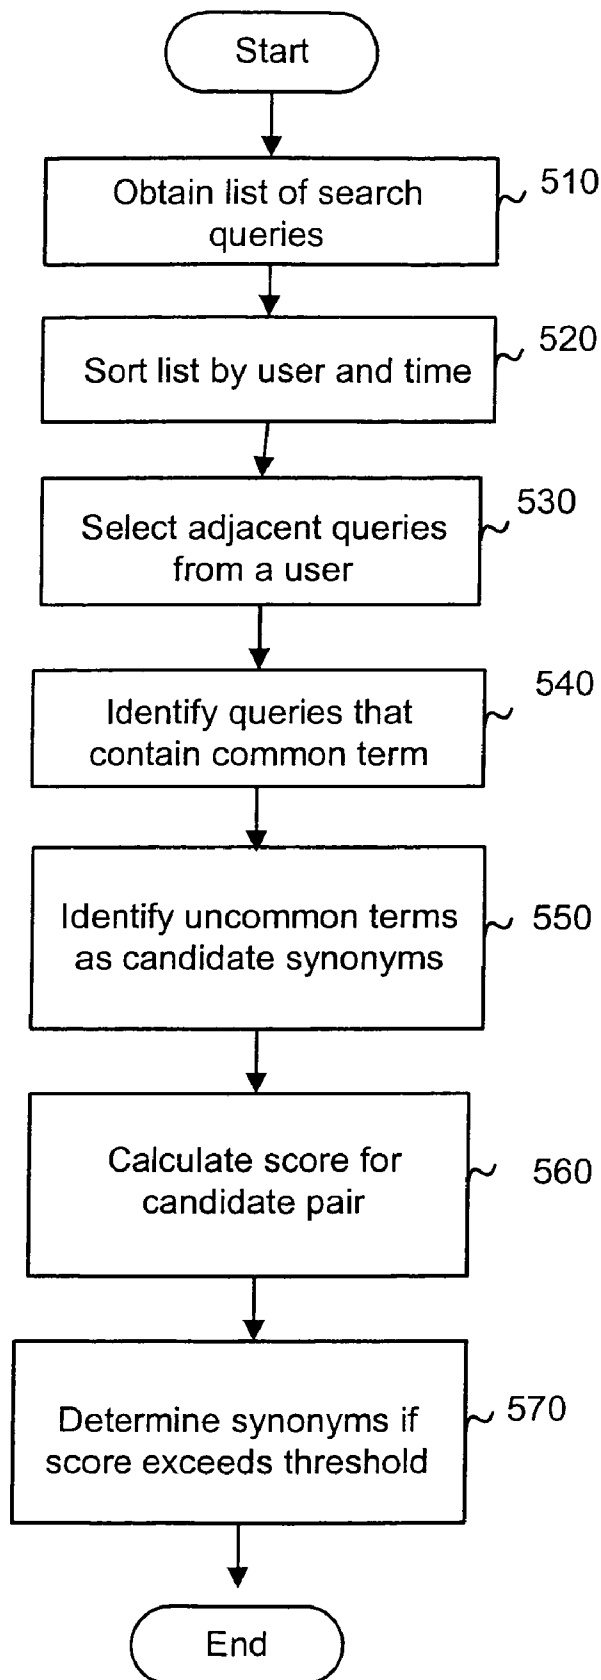 Start
Obtain list of search
queries
510
Sort list by user and time
520
Select adjacent queries
from a user
530
Identify queries that
contain common term
540
Identify uncommon terms
as candidate synonyms
550
Calculate score for
candidate pair
560
Determine synonyms if
score exceeds threshold
570
End